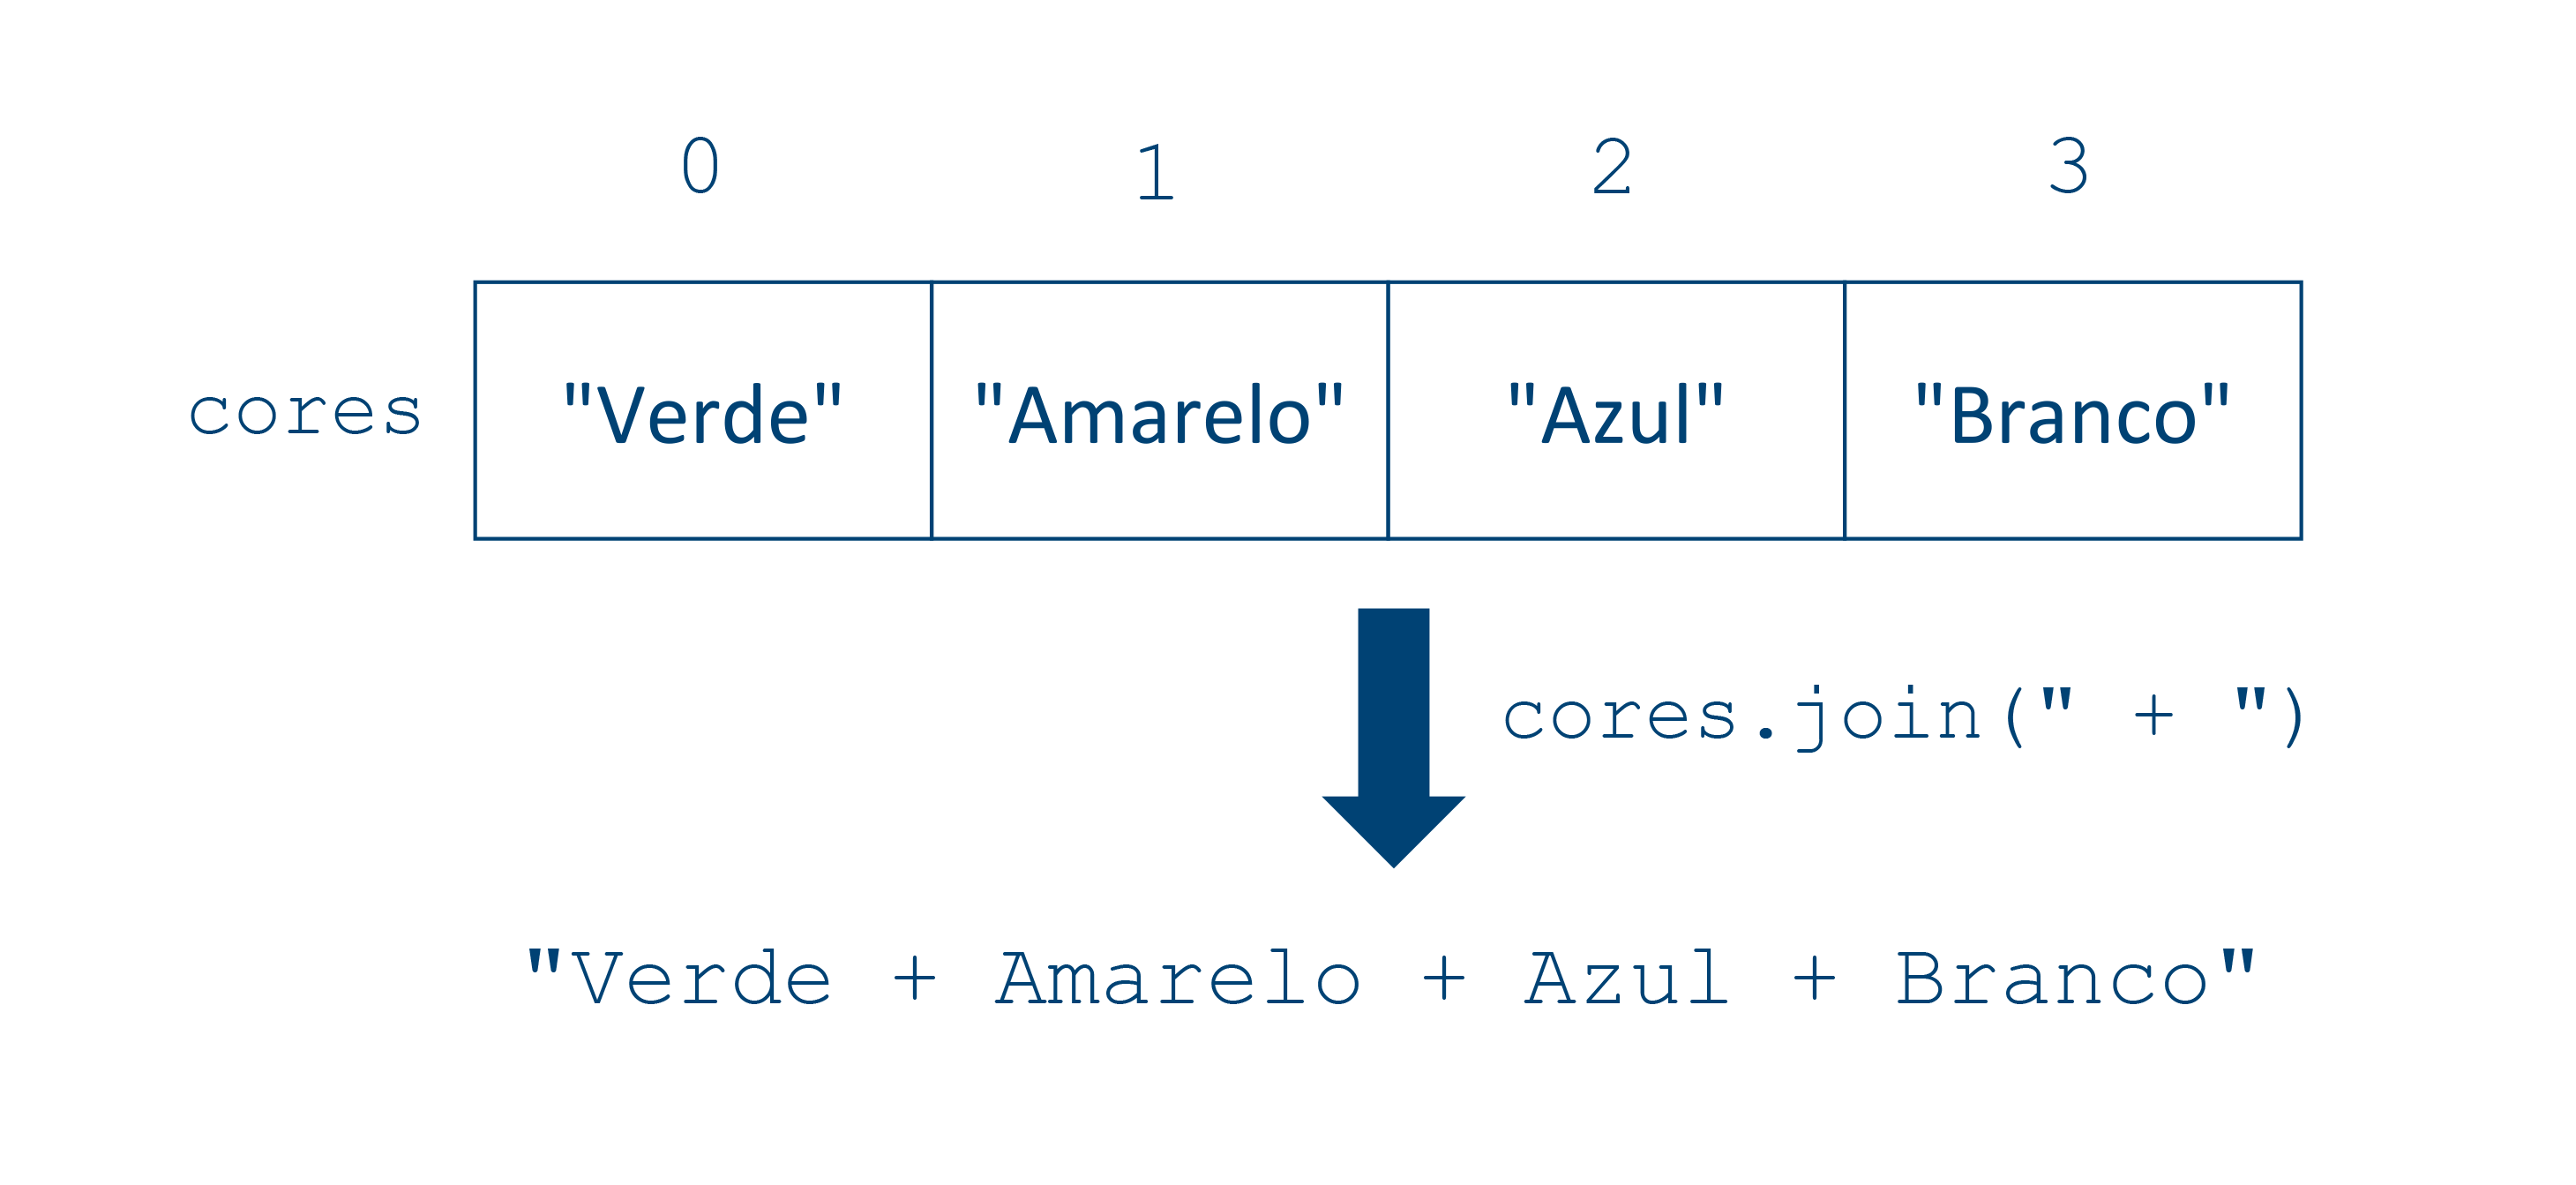 0 1 2 3
cores "Verde" "Amarelo" "Azul" "Branco"
cores.join(" + ")
"Verde + Amarelo + Azul + Branco"